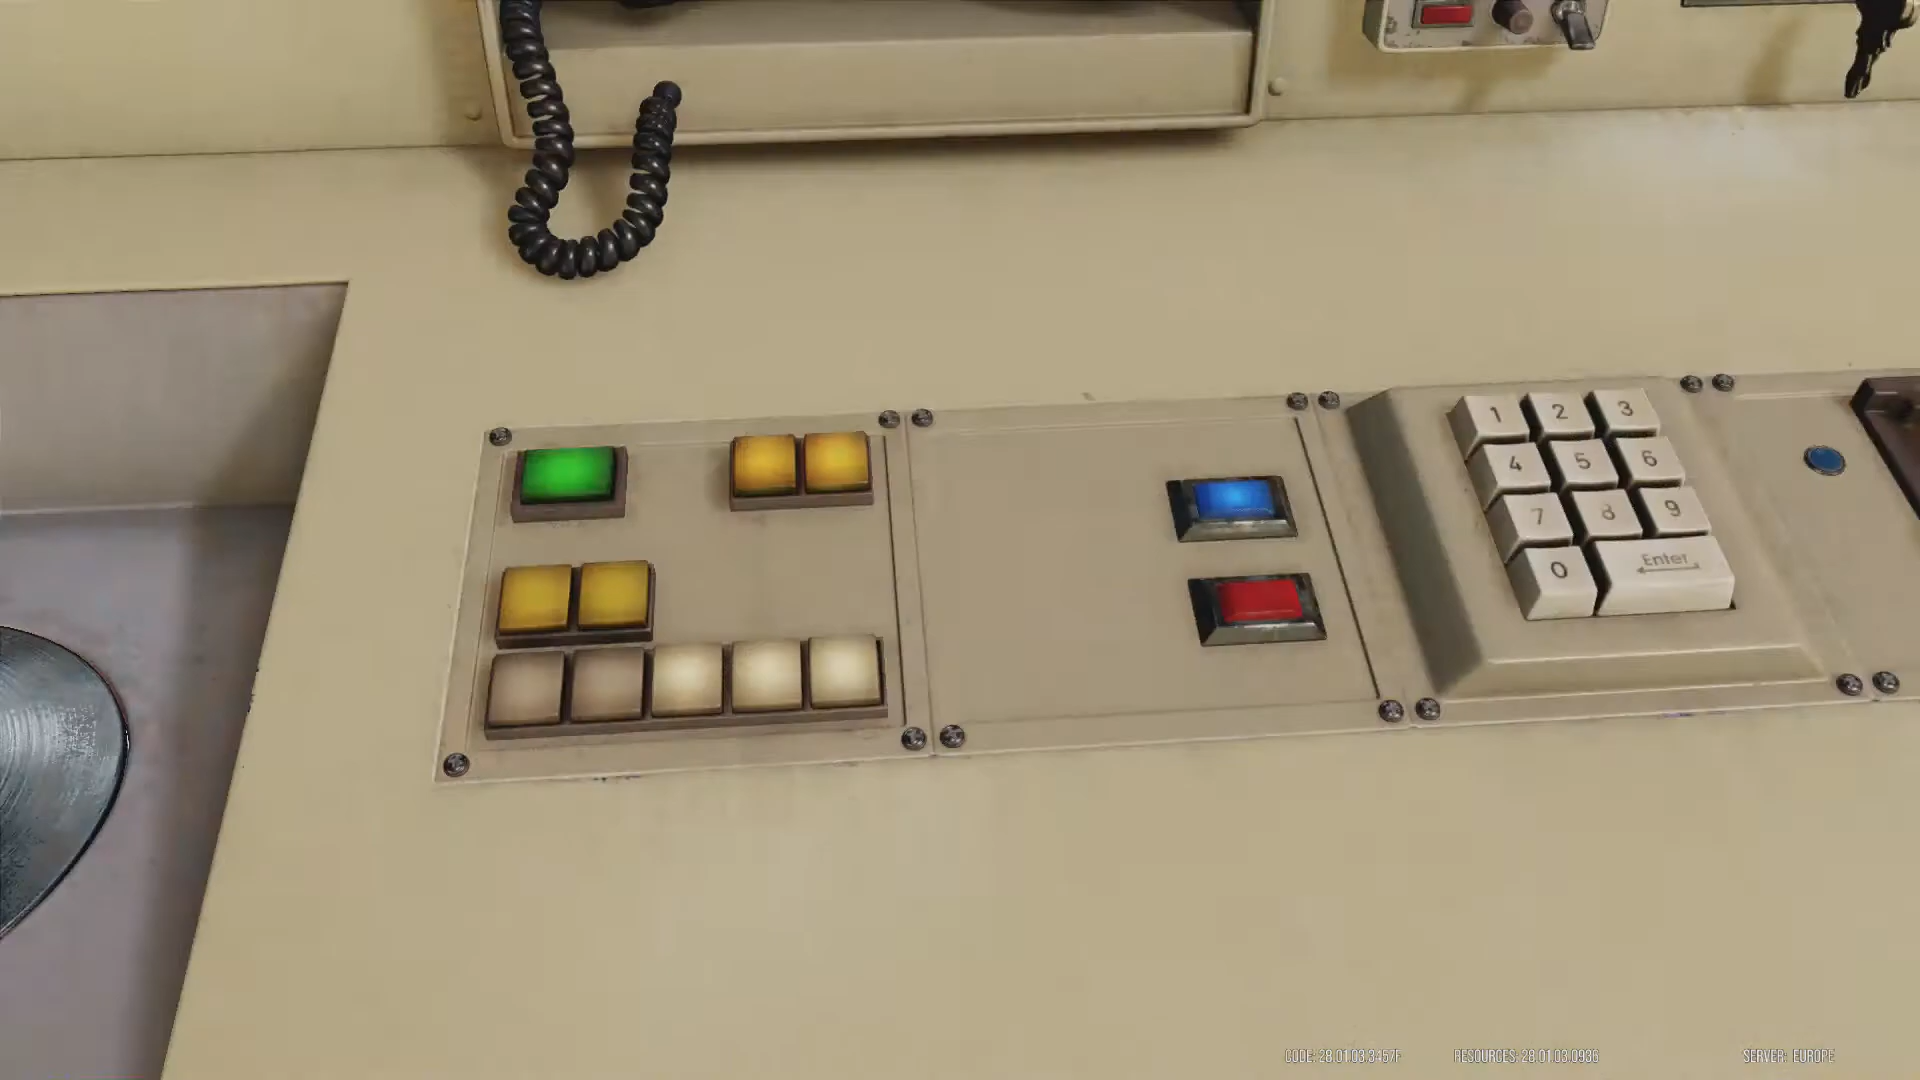 1 2 3
4 5 6
7 8 9
0 Enter
CODE: 28.01.03.3457F RESOURCES: 28.01.03.0936 SERVER: EUROPE